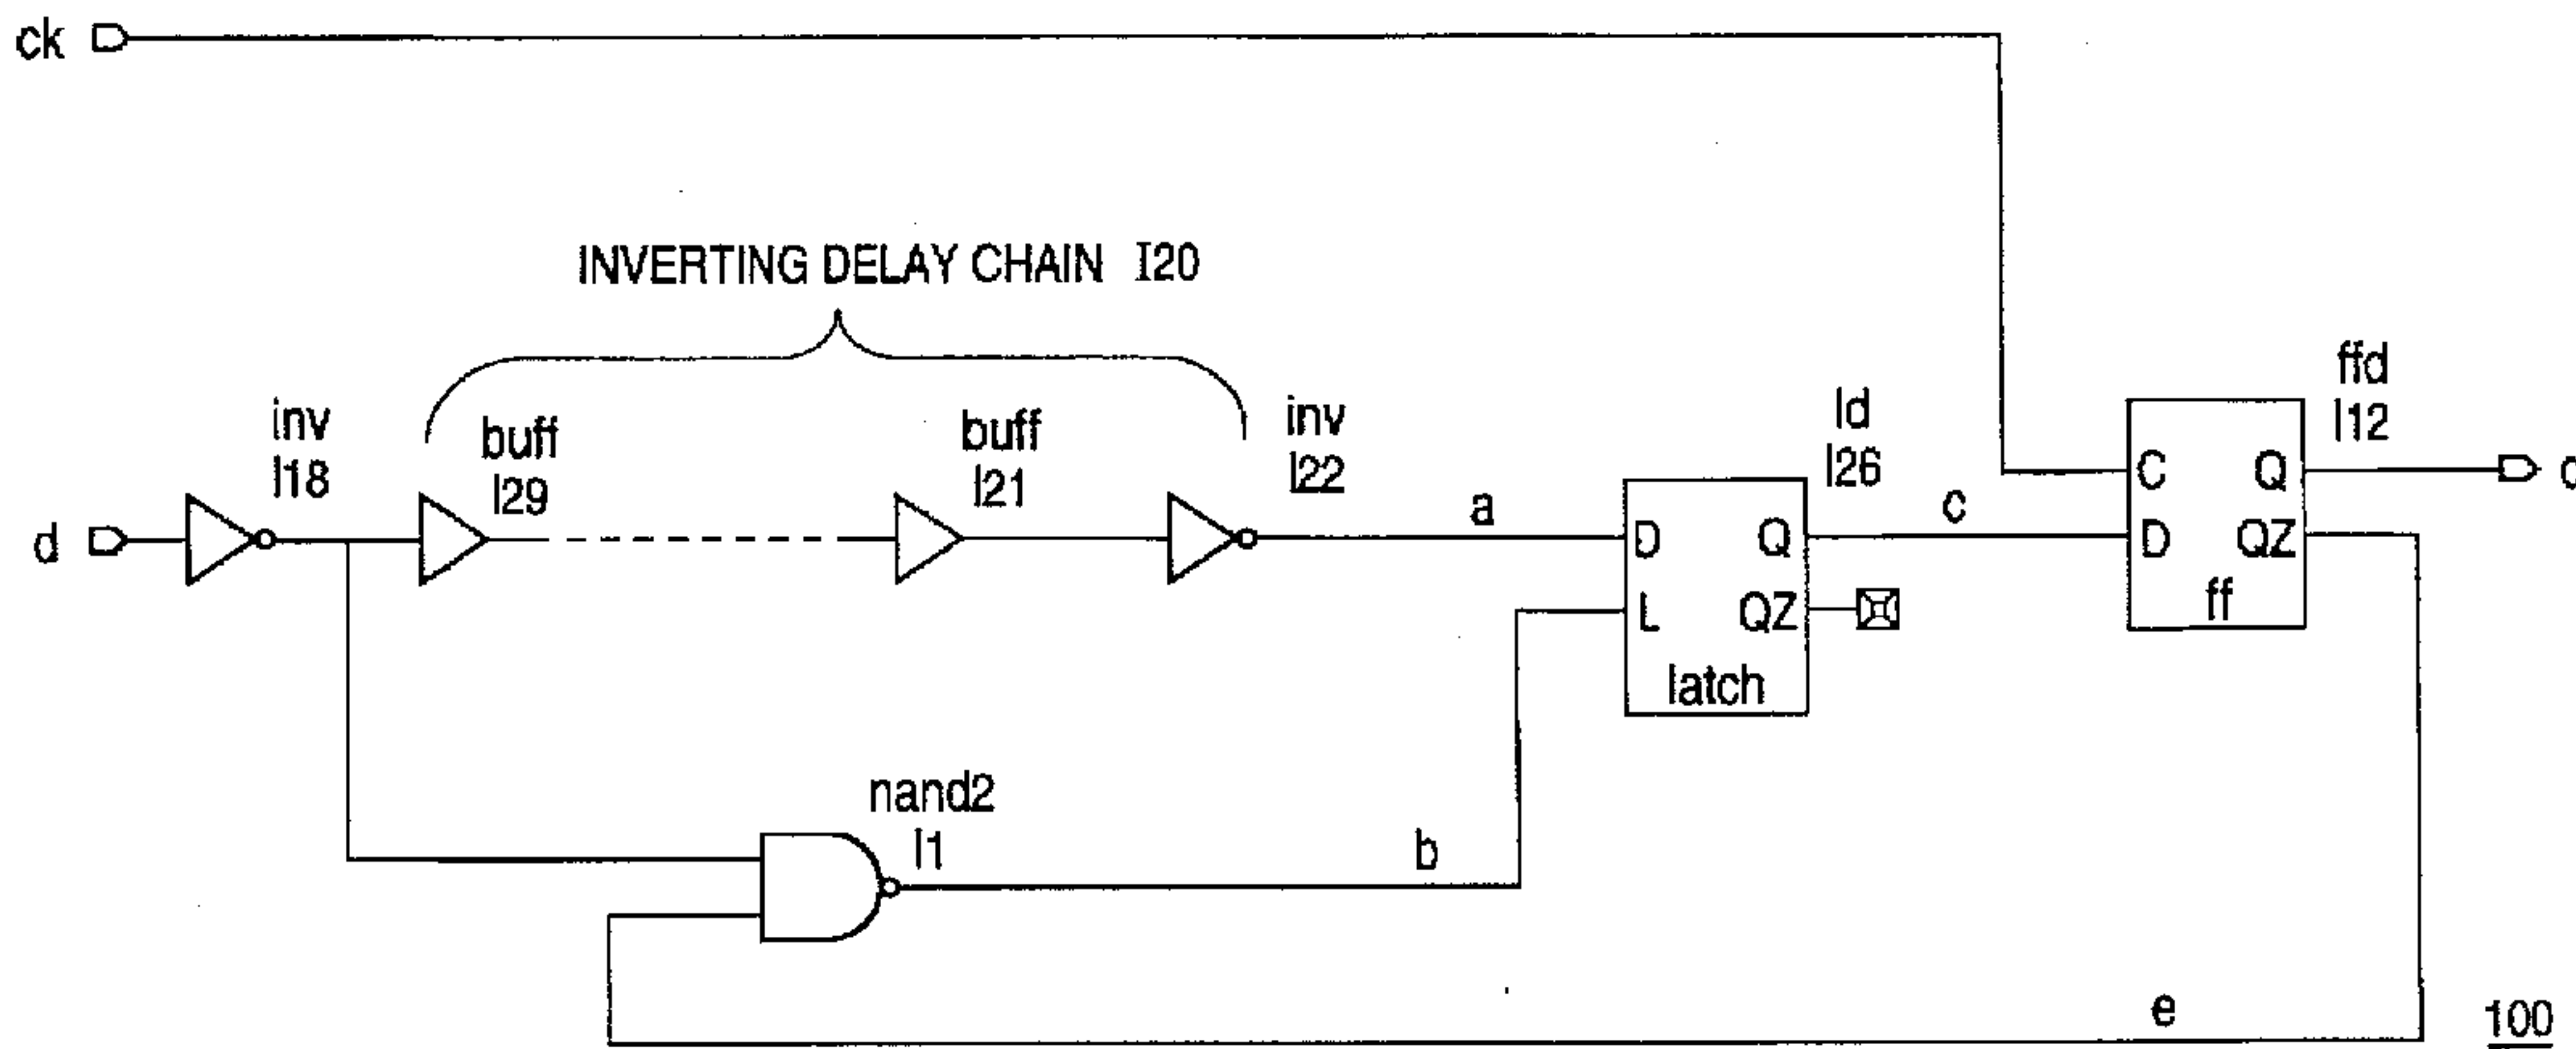 ck
INVERTING DELAY CHAIN I20
inv
I18
buff
I29
buff
I21
inv
I22
ld
I26
ffd
I12
d
a
D
Q
L
QZ
latch
c
C
Q
D
QZ
ff
nand2
I1
b
e
100